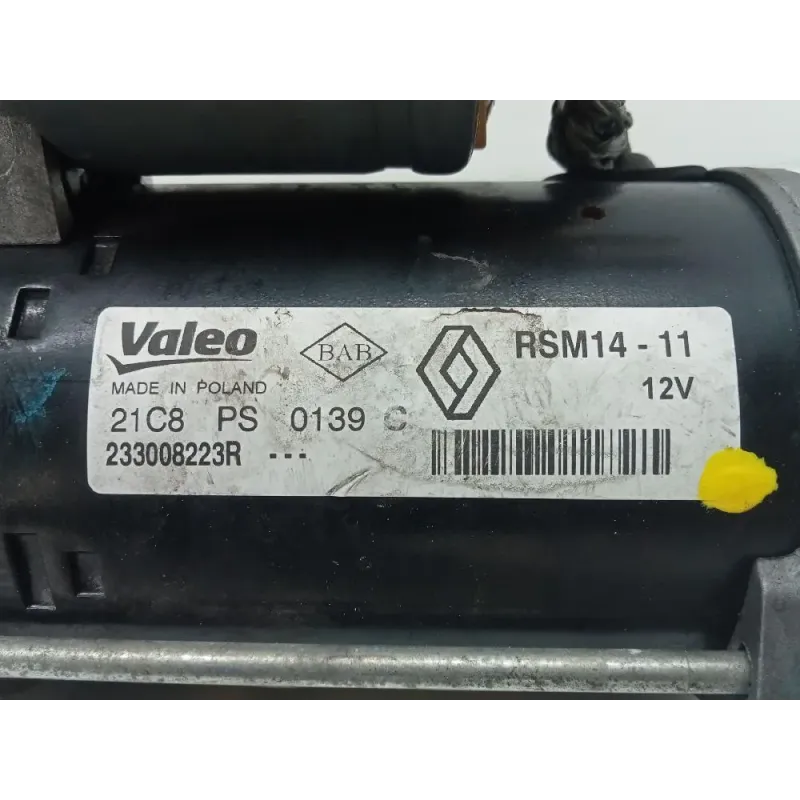 Valeo
BAB
RSM14 - 11
MADE IN POLAND
12V
21C8 PS 0139 C
233008223R ---